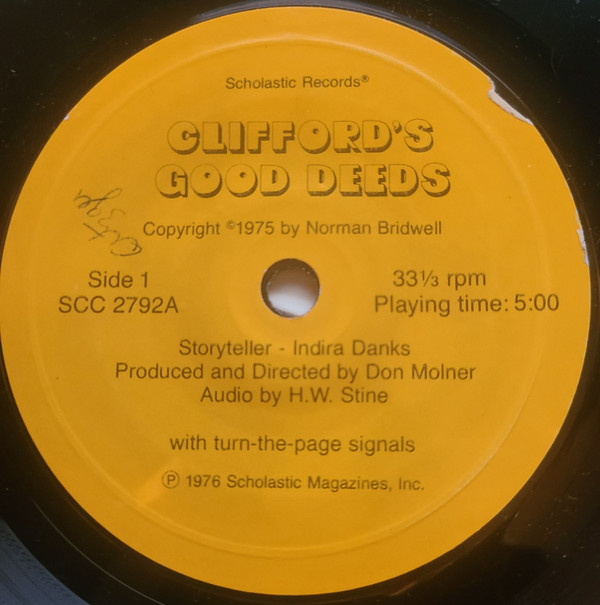 Scholastic Records®
CLIFFORD'S
GOOD DEEDS
Copyright ©1975 by Norman Bridwell
Side 1
SCC 2792A
33⅓ rpm
Playing time: 5:00
Storyteller - Indira Danks
Produced and Directed by Don Molner
Audio by H.W. Stine
with turn-the-page signals
℗ 1976 Scholastic Magazines, Inc.